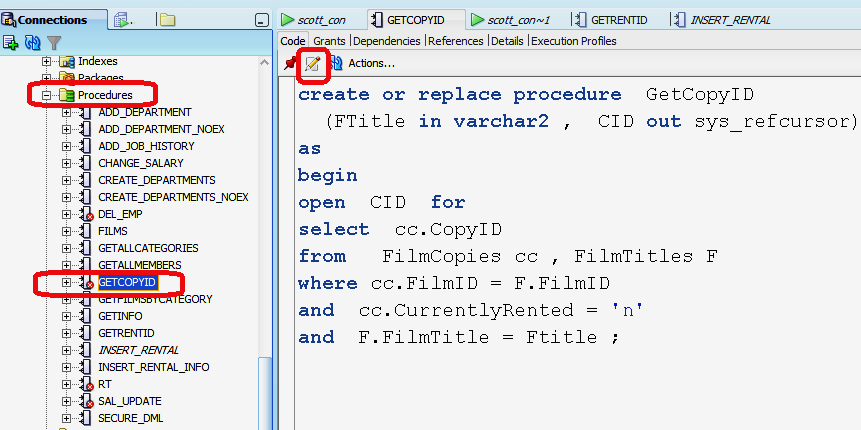 Connections
scott_con
GETCOPYID
scott_con~1
GETRENTID
INSERT_RENTAL
Code Grants Dependencies References Details Execution Profiles
Actions...
Indexes
Packages
Procedures
ADD_DEPARTMENT
ADD_DEPARTMENT_NOEX
ADD_JOB_HISTORY
CHANGE_SALARY
CREATE_DEPARTMENTS
CREATE_DEPARTMENTS_NOEX
DEL_EMP
FILMS
GETALLCATEGORIES
GETALLMEMBERS
GETCOPYID
GETFILMSBYCATEGORY
GETINFO
GETRENTID
INSERT_RENTAL
INSERT_RENTAL_INFO
RT
SAL_UPDATE
SECURE_DML
create or replace procedure GetCopyID
(FTitle in varchar2 , CID out sys_refcursor)
as
begin
open CID for
select cc.CopyID
from FilmCopies cc , FilmTitles F
where cc.FilmID = F.FilmID
and cc.CurrentlyRented = 'n'
and F.FilmTitle = Ftitle ;